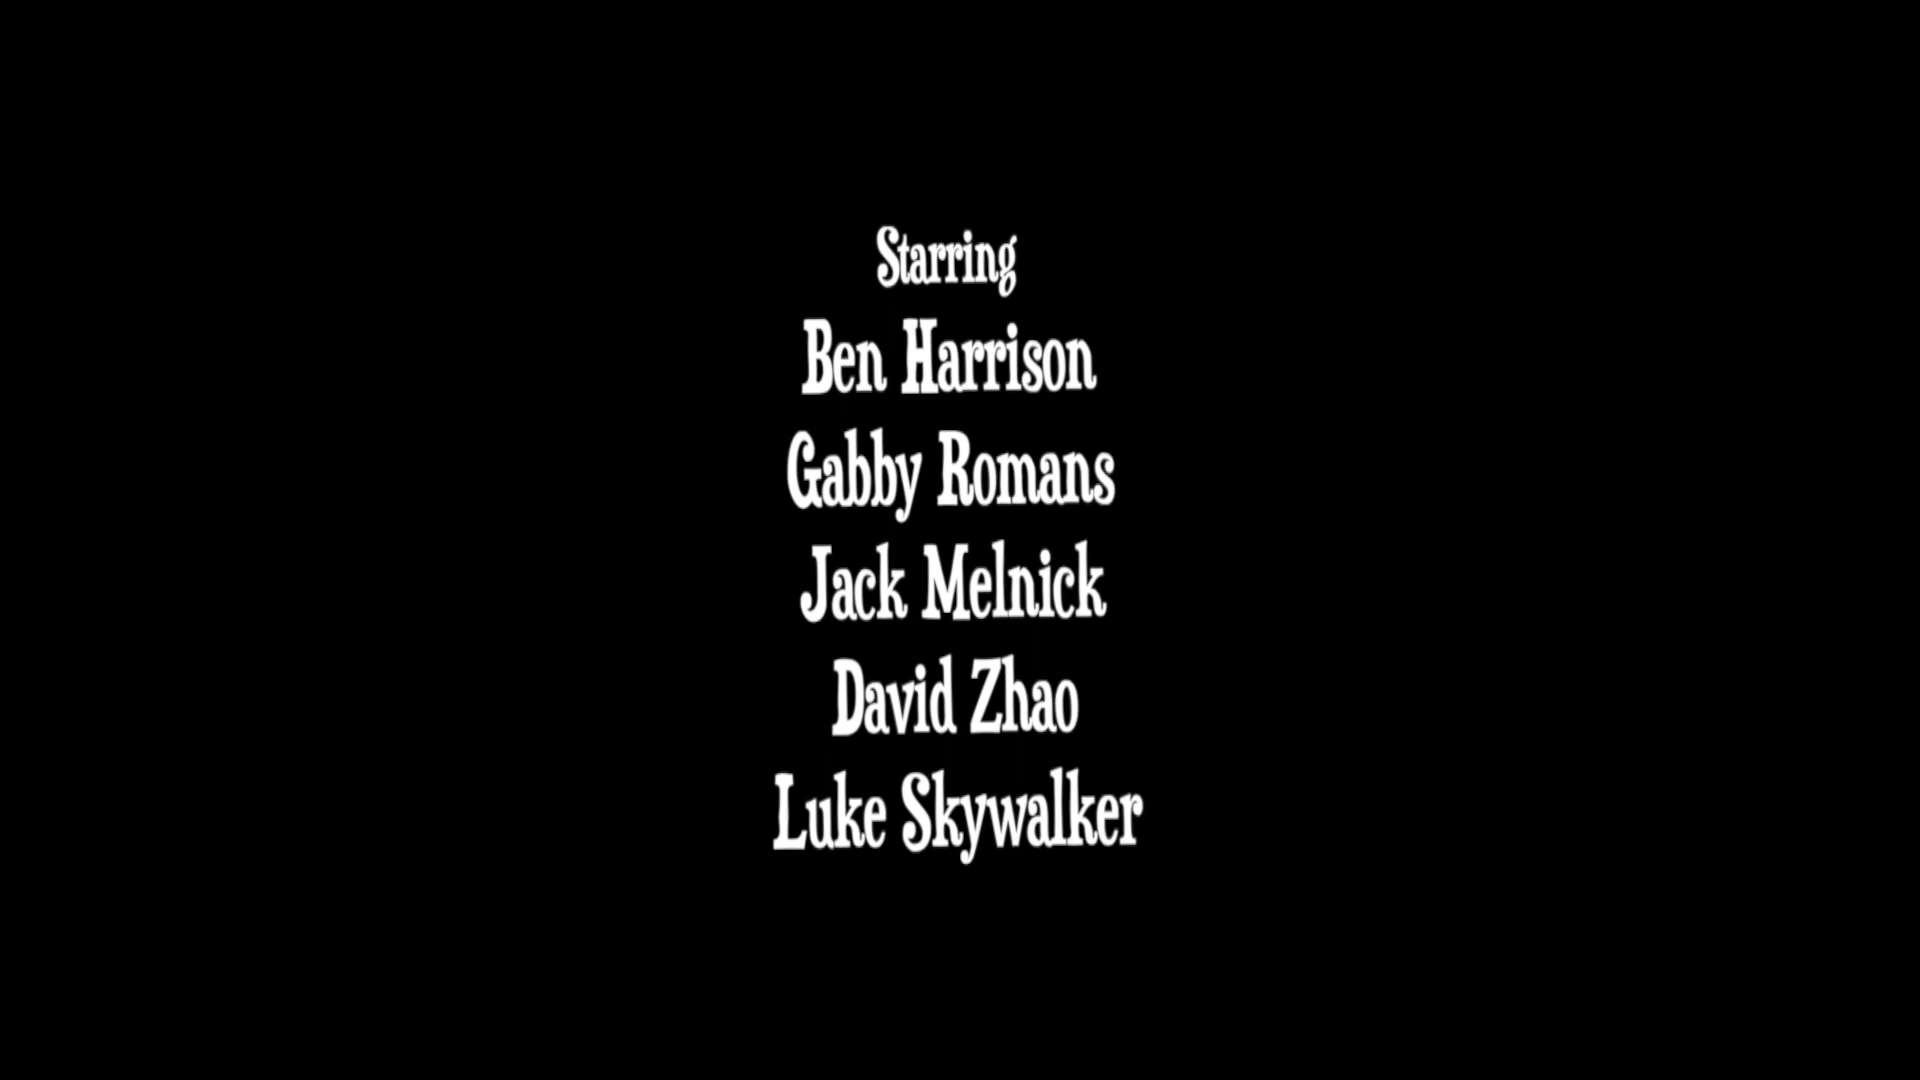 Starring
Ben Harrison
Gabby Romans
Jack Melnick
David Zhao
Luke Skywalker